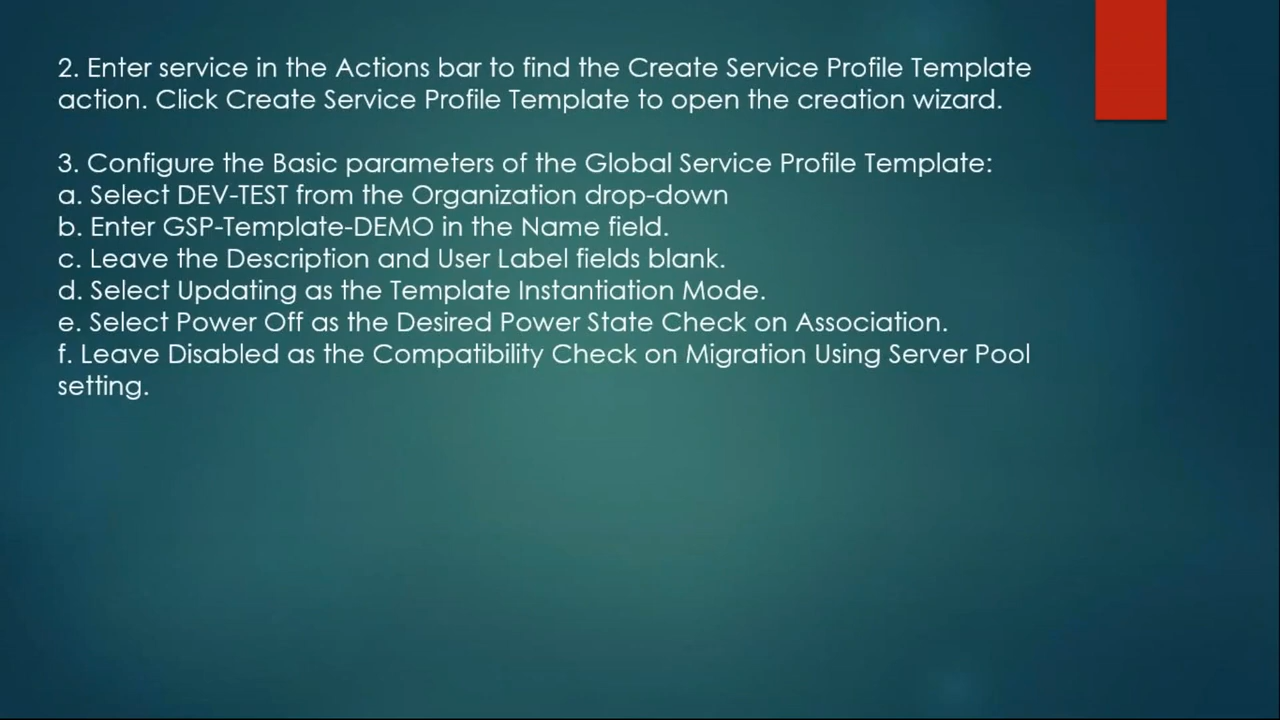 2. Enter service in the Actions bar to find the Create Service Profile Template
action. Click Create Service Profile Template to open the creation wizard.
3. Configure the Basic parameters of the Global Service Profile Template:
a. Select DEV-TEST from the Organization drop-down
b. Enter GSP-Template-DEMO in the Name field.
c. Leave the Description and User Label fields blank.
d. Select Updating as the Template Instantiation Mode.
e. Select Power Off as the Desired Power State Check on Association.
f. Leave Disabled as the Compatibility Check on Migration Using Server Pool
setting.